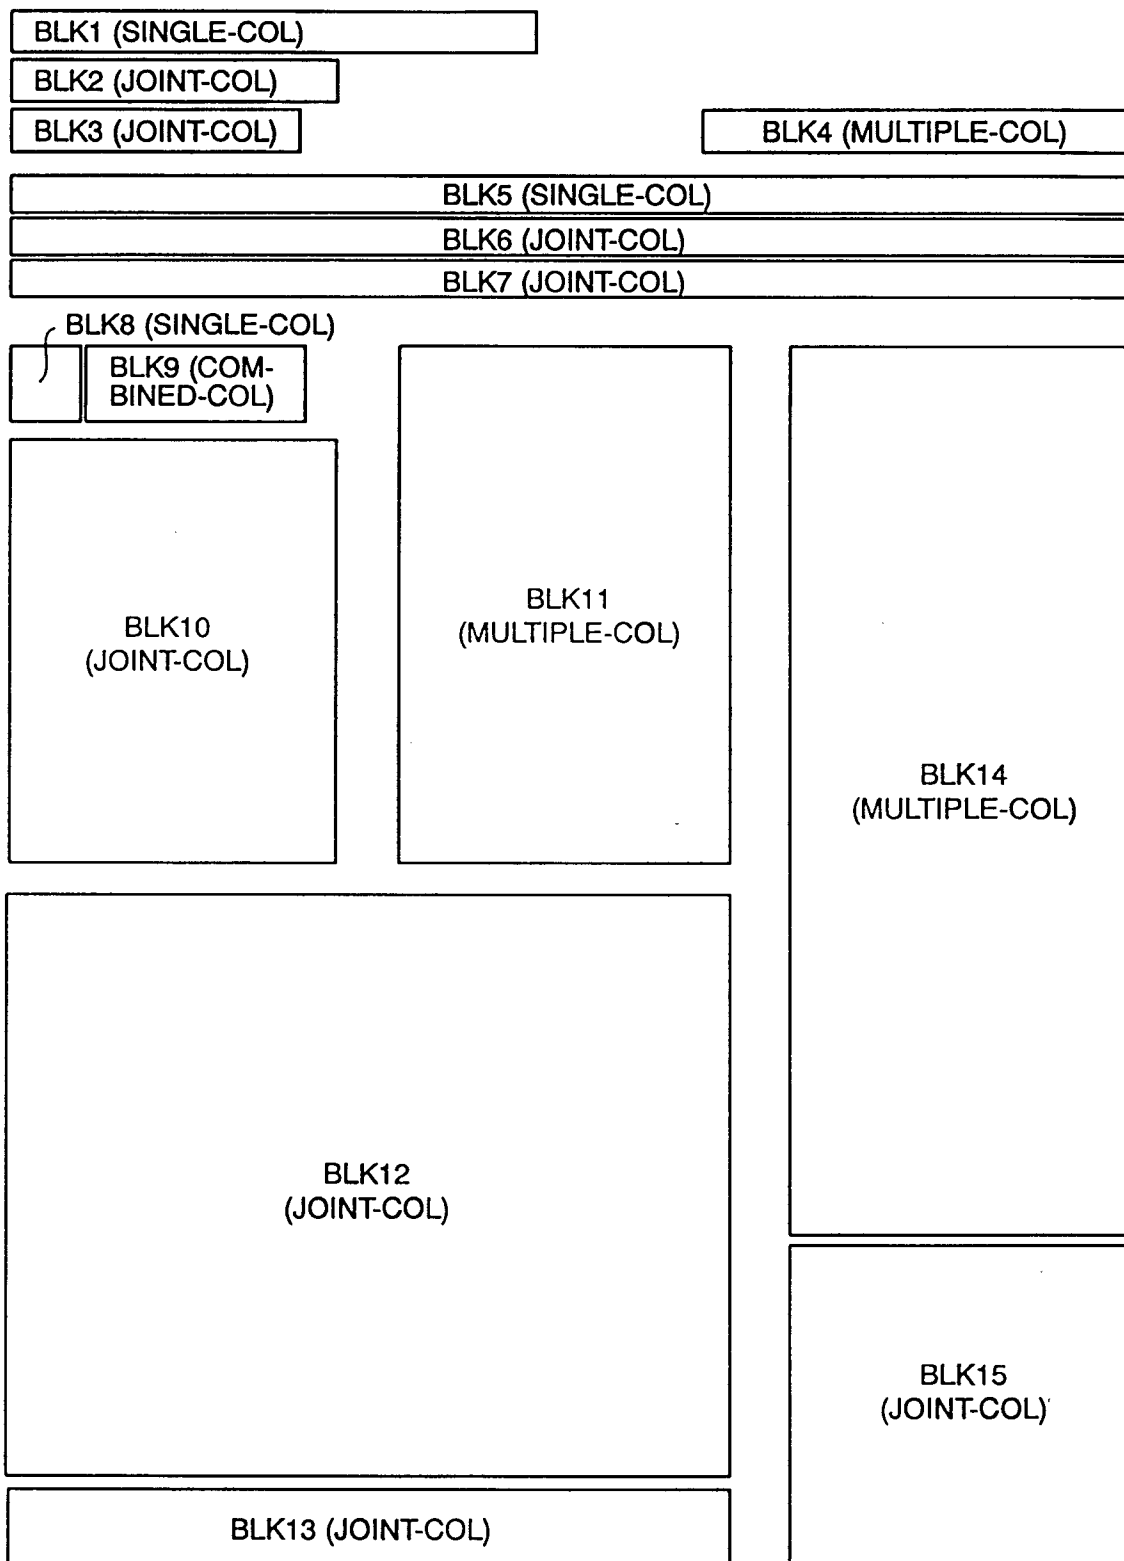 BLK1 (SINGLE-COL)
BLK2 (JOINT-COL)
BLK3 (JOINT-COL)
BLK4 (MULTIPLE-COL)
BLK5 (SINGLE-COL)
BLK6 (JOINT-COL)
BLK7 (JOINT-COL)
BLK8 (SINGLE-COL)
BLK9 (COM-
BINED-COL)
BLK10
(JOINT-COL)
BLK11
(MULTIPLE-COL)
BLK14
(MULTIPLE-COL)
BLK12
(JOINT-COL)
BLK15
(JOINT-COL)
BLK13 (JOINT-COL)